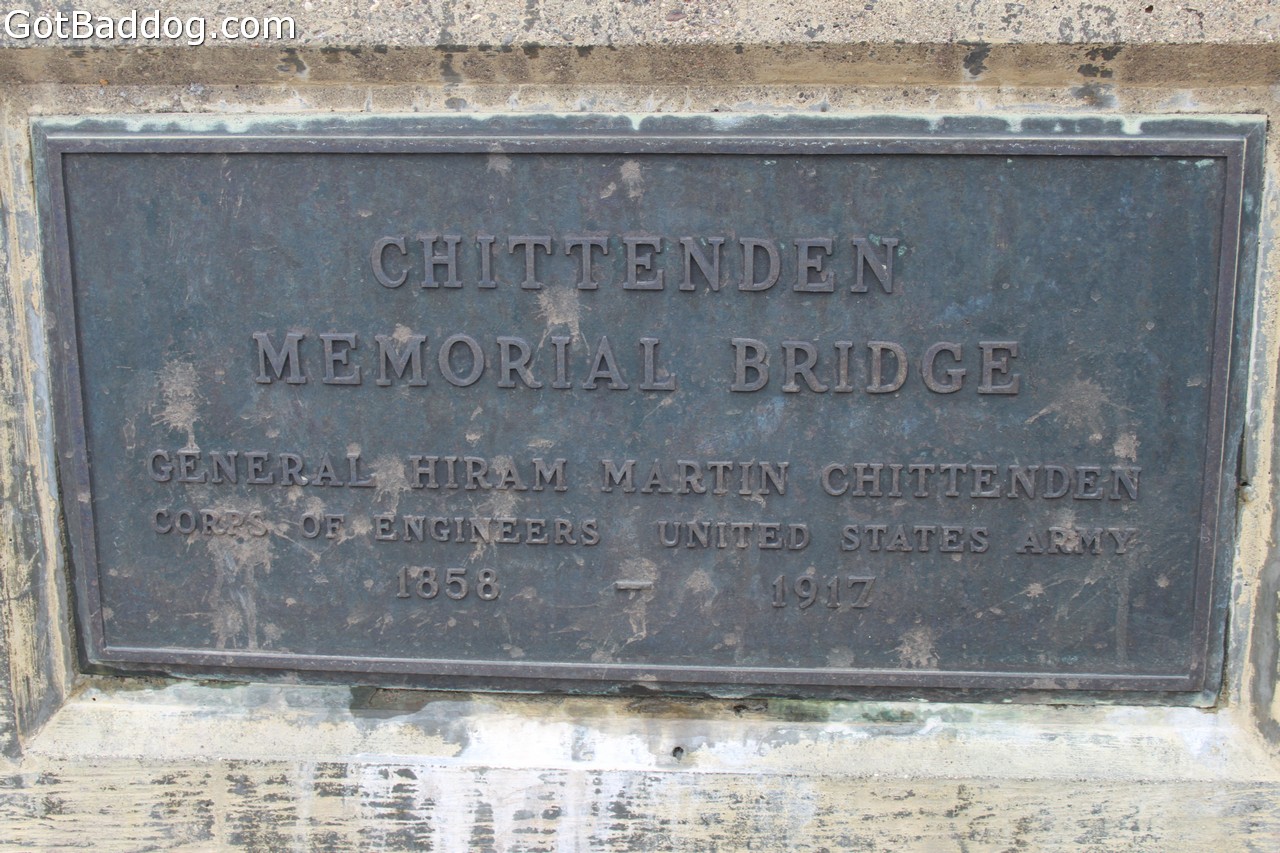 GotBaddog.com
CHITTENDEN
MEMORIAL BRIDGE
GENERAL HIRAM MARTIN CHITTENDEN
CORPS OF ENGINEERS UNITED STATES ARMY
1858 - 1917